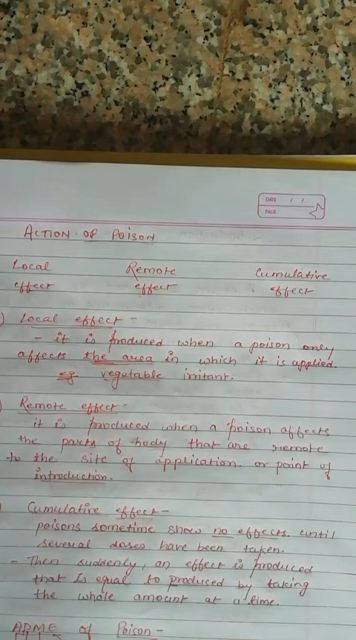 DATE / /
PAGE
ACTION OF POISON
Local Remote Cumulative
effect effect effect
) Local effect -
- it is produced when a poison only
affects the area in which it is applied.
eg vegetable irritant.
) Remote effect -
it is produced when a poison affects
the parts of body that are remote
to the site of application or point of
introduction.
) Cumulative effect -
poisons sometime show no effects until
several doses have been taken.
- Then suddenly, an effect is produced
that is equal to produced by taking
the whole amount at a time.
ADME of Poison -